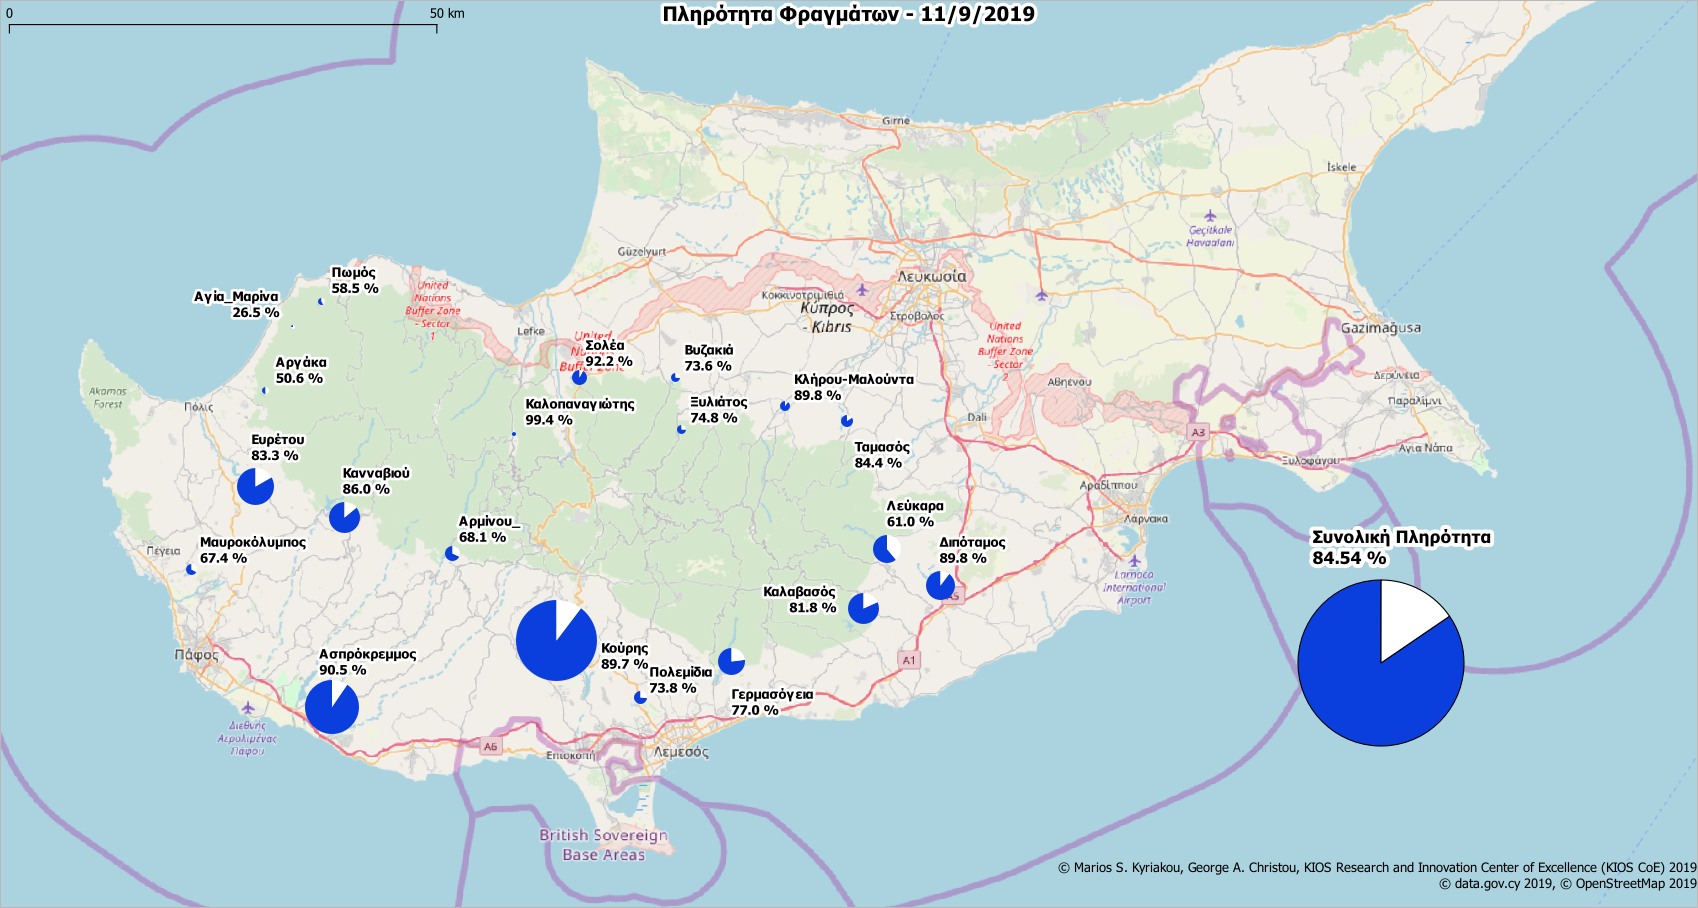 0
50 km
Πληρότητα Φραγμάτων - 11/9/2019
Girne
İskele
Geçitkale
Havaalanı
Güzelyurt
Λευκωσία
Πωμός
58.5 %
Αγία_Μαρίνα
26.5 %
United
Nations
Buffer Zone
- Sector
1
Κοκκινοτριμιθιά
Κύπρος
- Kıbrıs
Στρόβολος
Lefke
United
Buffer Zone
Σολέα
92.2 %
Βυζακιά
73.6 %
United
Nations
Buffer Zone
- Sector
2
Gazimağusa
Αργάκα
50.6 %
Κλήρου-Μαλούντα
89.8 %
Αθηένου
Δερύνεια
Akamas
Forest
Πόλις
Καλοπαναγιώτης
99.4 %
Ξυλιάτος
74.8 %
Dali
Παραλίμνι
A3
Ευρέτου
83.3 %
Ταμασός
84.4 %
Αγία Νάπα
Ξυλοφάγου
Κανναβιού
86.0 %
Αραδίππου
Λεύκαρα
61.0 %
Λάρνακα
Αρμίνου_
68.1 %
Μαυροκόλυμπος
67.4 %
Πέγεια
Διπόταμος
89.8 %
Συνολική Πληρότητα
84.54 %
Larnaca
International
Airport
A5
Καλαβασός
81.8 %
Πάφος
Ασπρόκρεμμος
90.5 %
Κούρης
89.7 %
A1
Πολεμίδια
73.8 %
Γερμασόγεια
77.0 %
Διεθνής
Αερολιμένας
Πάφου
A6
Επισκοπή
Λεμεσός
British Sovereign
Base Areas
© Marios S. Kyriakou, George A. Christou, KIOS Research and Innovation Center of Excellence (KIOS CoE) 2019
© data.gov.cy 2019, © OpenStreetMap 2019